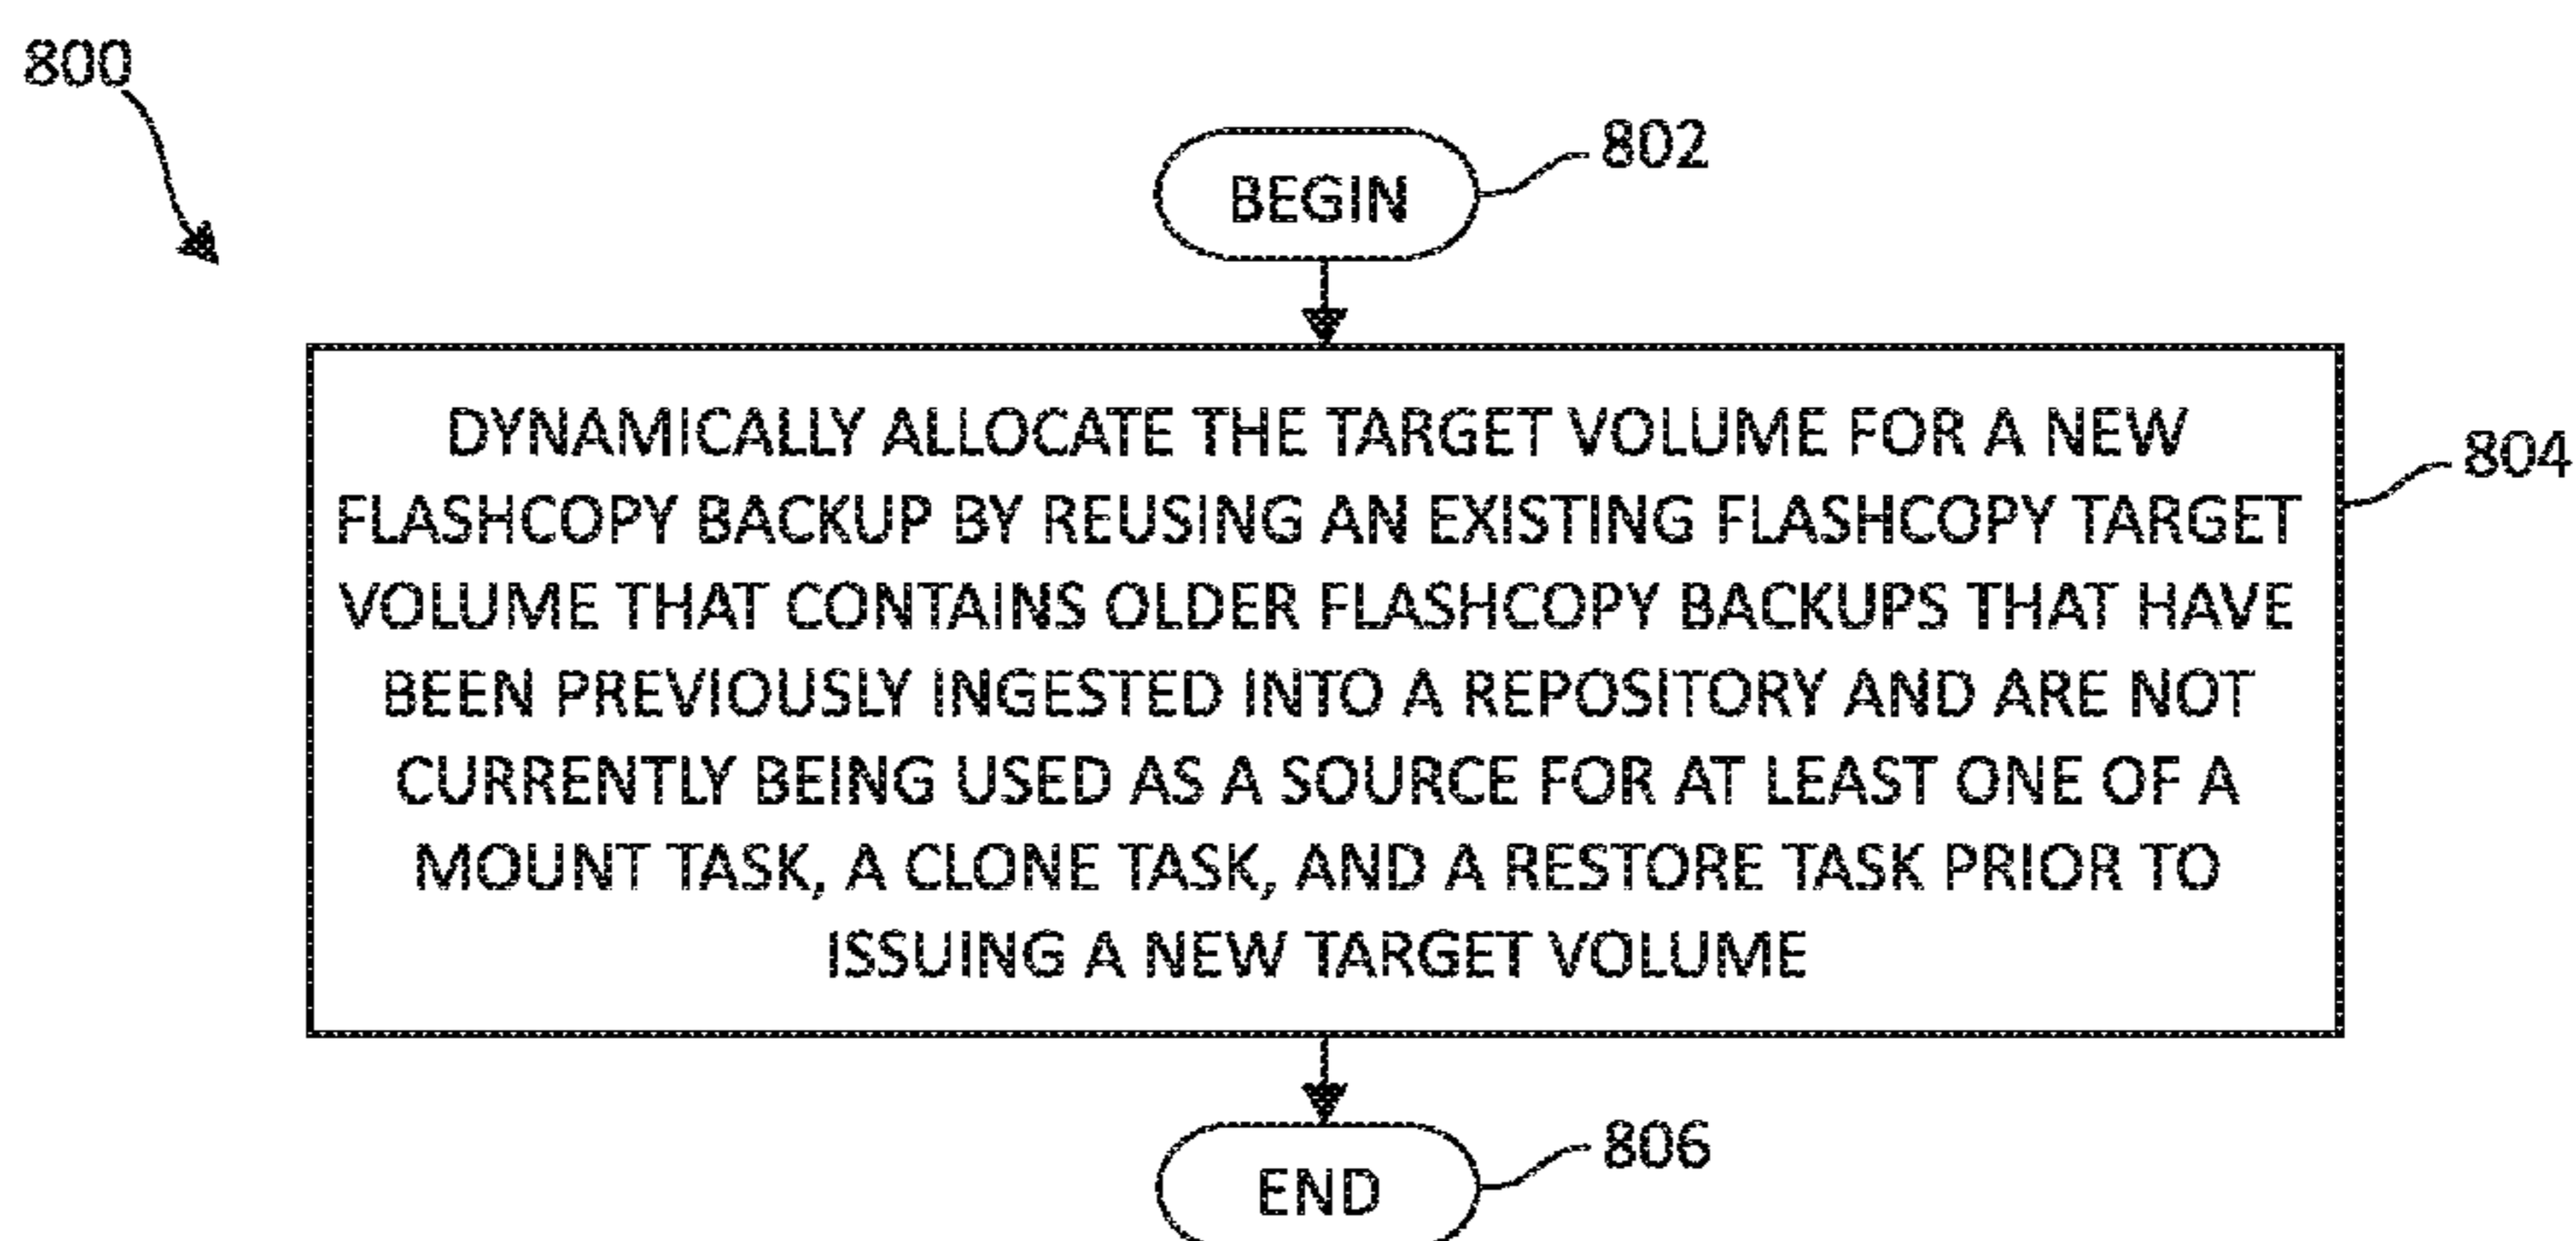 800
BEGIN
802
DYNAMICALLY ALLOCATE THE TARGET VOLUME FOR A NEW
FLASHCOPY BACKUP BY REUSING AN EXISTING FLASHCOPY TARGET
VOLUME THAT CONTAINS OLDER FLASHCOPY BACKUPS THAT HAVE
BEEN PREVIOUSLY INGESTED INTO A REPOSITORY AND ARE NOT
CURRENTLY BEING USED AS A SOURCE FOR AT LEAST ONE OF A
MOUNT TASK, A CLONE TASK, AND A RESTORE TASK PRIOR TO
ISSUING A NEW TARGET VOLUME
804
END
806